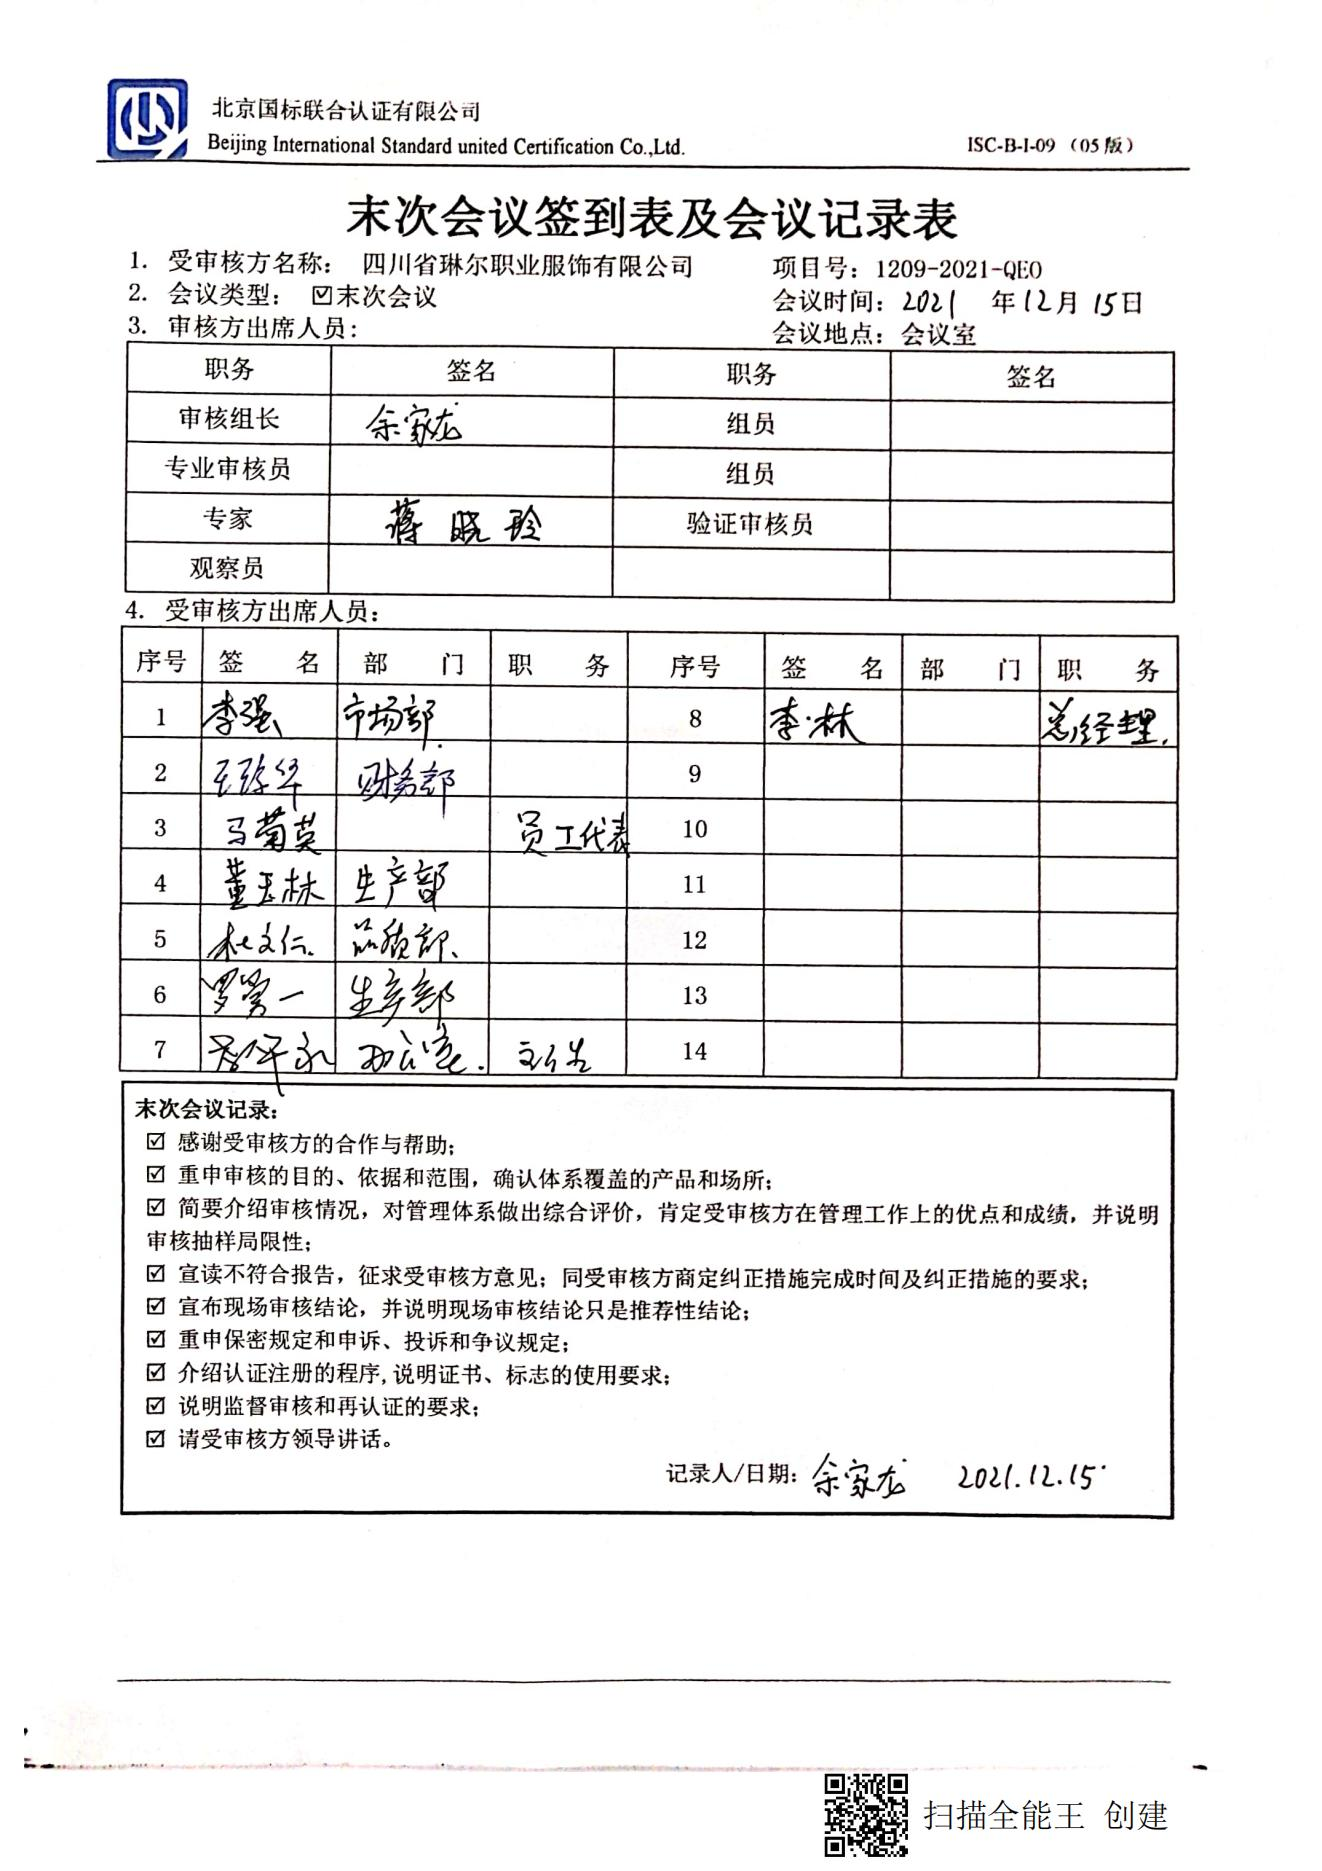 北京国标联合认证有限公司
Beijing International Standard united Certification Co.,Ltd.
ISC-B-I-09 （05版）
末次会议签到表及会议记录表
1. 受审核方名称： 四川省琳尔职业服饰有限公司 项目号：1209-2021-QEO
2. 会议类型： ☑末次会议 会议时间：2021 年12月 15日
3. 审核方出席人员： 会议地点：会议室
职务 签名 职务 签名
审核组长 余家龙 组员
专业审核员 组员
专家 蒋晓玲 验证审核员
观察员
4. 受审核方出席人员：
序号 签 名 部 门 职 务 序号 签 名 部 门 职 务
1 李强 市场部. 8 李林 总经理.
2 财务部 9
3 马菊英 员工代表 10
4 董玉林 生产部 11
5 杜文仁. 品质部、 12
6 生产部 13
7 办公室. 14
末次会议记录：
☑ 感谢受审核方的合作与帮助；
☑ 重申审核的目的、依据和范围，确认体系覆盖的产品和场所；
☑ 简要介绍审核情况，对管理体系做出综合评价，肯定受审核方在管理工作上的优点和成绩，并说明
审核抽样局限性；
☑ 宣读不符合报告，征求受审核方意见；同受审核方商定纠正措施完成时间及纠正措施的要求；
☑ 宣布现场审核结论，并说明现场审核结论只是推荐性结论；
☑ 重申保密规定和申诉、投诉和争议规定；
☑ 介绍认证注册的程序,说明证书、标志的使用要求；
☑ 说明监督审核和再认证的要求；
☑ 请受审核方领导讲话。
记录人/日期：余家龙 2021.12.15
扫描全能王 创建